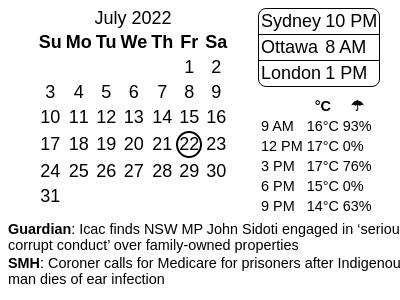 July 2022
Su Mo Tu We Th Fr Sa
1 2
3 4 5 6 7 8 9
10 11 12 13 14 15 16
17 18 19 20 21 22 23
24 25 26 27 28 29 30
31
Sydney 10 PM
Ottawa 8 AM
London 1 PM
°C ☂
9 AM 16°C 93%
12 PM 17°C 0%
3 PM 17°C 76%
6 PM 15°C 0%
9 PM 14°C 63%
Guardian: Icac finds NSW MP John Sidoti engaged in ‘seriou
corrupt conduct’ over family-owned properties
SMH: Coroner calls for Medicare for prisoners after Indigenou
man dies of ear infection